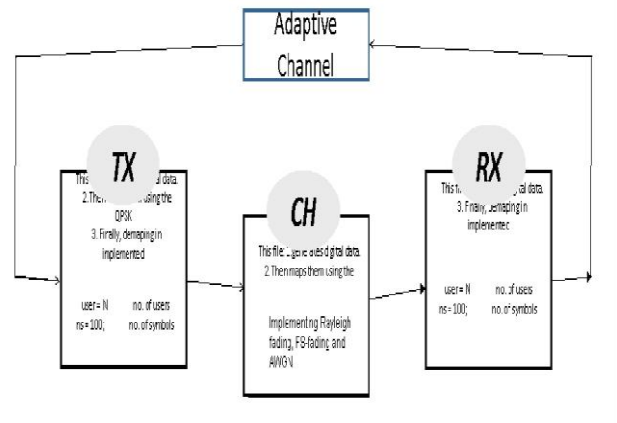 Adaptive
Channel
TX
This data.
2.Then using the
QPSK
3. Finally, demaping in
implemented
user = N no. of users
ns = 100; no. of symbols
CH
This file: digital data.
2. Then maps them using the
Implementing Rayleigh
fading, FB-fading and
AWGN
RX
This data.
3. Finally, demaping in
implemented
user = N no. of users
ns = 100; no. of symbols